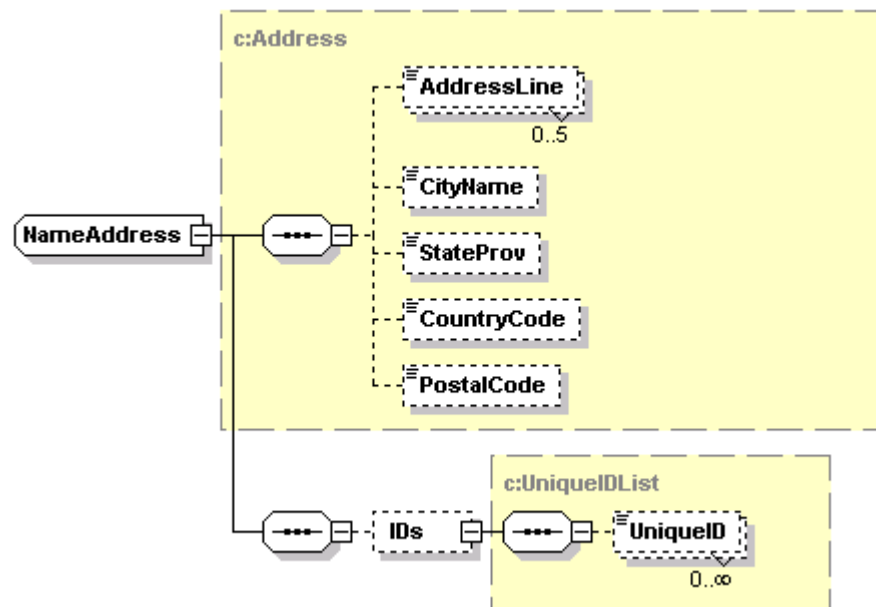 c:Address
AddressLine
0..5
CityName
NameAddress
StateProv
CountryCode
PostalCode
c:UniqueIDList
IDs
UniqueID
0..∞